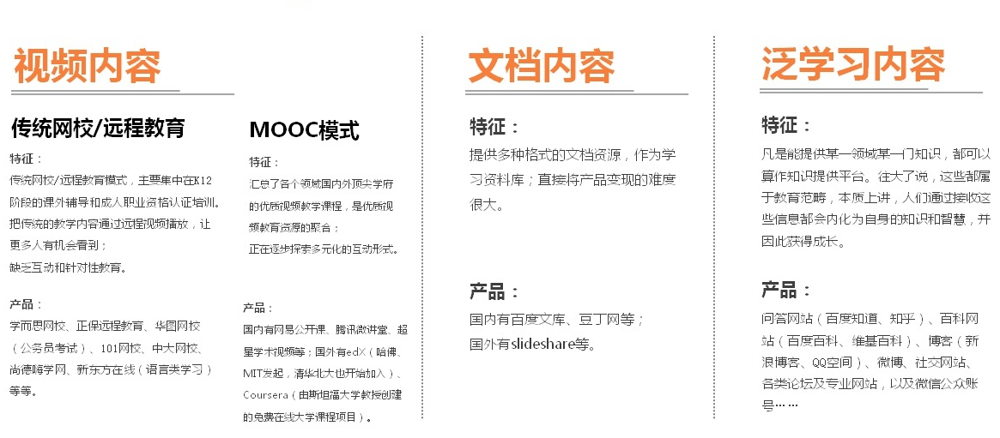 视频内容
传统网校/远程教育
特征：
传统网校/远程教育模式，主要集中在K12
阶段的课外辅导和成人职业资格认证培训。
把传统的教学内容通过远程视频播放，让
更多人有机会看到；
缺乏互动和针对性教育。
产品：
学而思网校、正保远程教育、华图网校
（公务员考试）、101网校、中大网校、
尚德嗨学网、新东方在线（语言类学习）
等等。
MOOC模式
特征：
汇总了各个领域国内外顶尖学府
的优质视频教学课程，是优质视
频教育资源的聚合；
正在逐步探索多元化的互动形式。
产品：
国内有网易公开课、腾讯微讲堂、超
星学术视频等；国外有edX（哈佛、
MIT发起，清华北大也开始加入）、
Coursera（由斯坦福大学教授创建
的免费在线大学课程项目）。
文档内容
特征：
提供多种格式的文档资源，作为学
习资料库；直接将产品变现的难度
很大。
产品：
国内有百度文库、豆丁网等；
国外有slideshare等。
泛学习内容
特征：
凡是能提供某一领域某一门知识，都可以
算作知识提供平台。往大了说，这些都属
于教育范畴，本质上讲，人们通过接收这
些信息都会内化为自身的知识和智慧，并
因此获得成长。
产品：
问答网站（百度知道、知乎）、百科网
站（百度百科、维基百科）、博客（新
浪博客、QQ空间）、微博、社交网站、
各类论坛及专业网站，以及微信公众账
号……